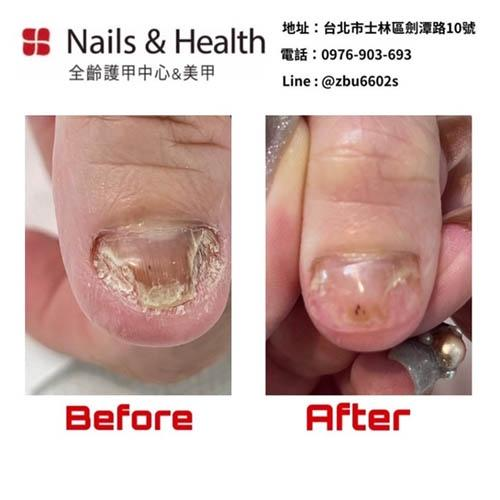 Nails & Health
全齡護甲中心&美甲
地址：台北市士林區劍潭路10號
電話：0976-903-693
Line : @zbu6602s
Before
After